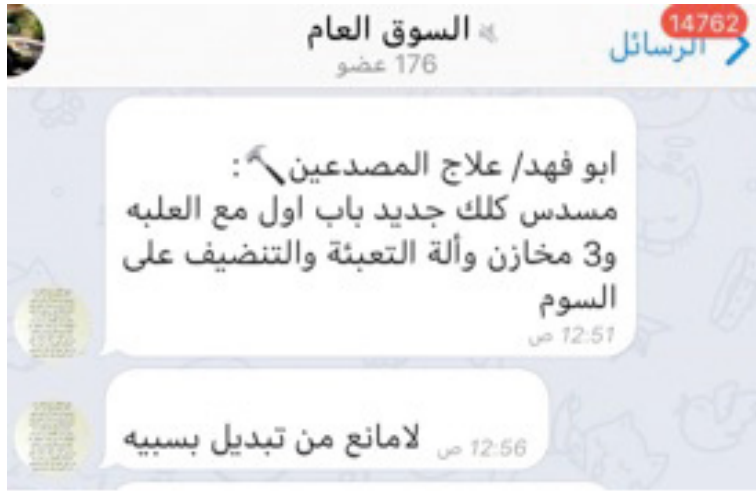 14762
الرسائل
السوق العام
176 عضو
ابو فهد/ علاج المصدعين🔨:
مسدس كلك جديد باب اول مع العلبه
و3 مخازن وألة التعبئة والتنضيف على
السوم
12:51 ص
لامانع من تبديل بسبيه
12:56 ص